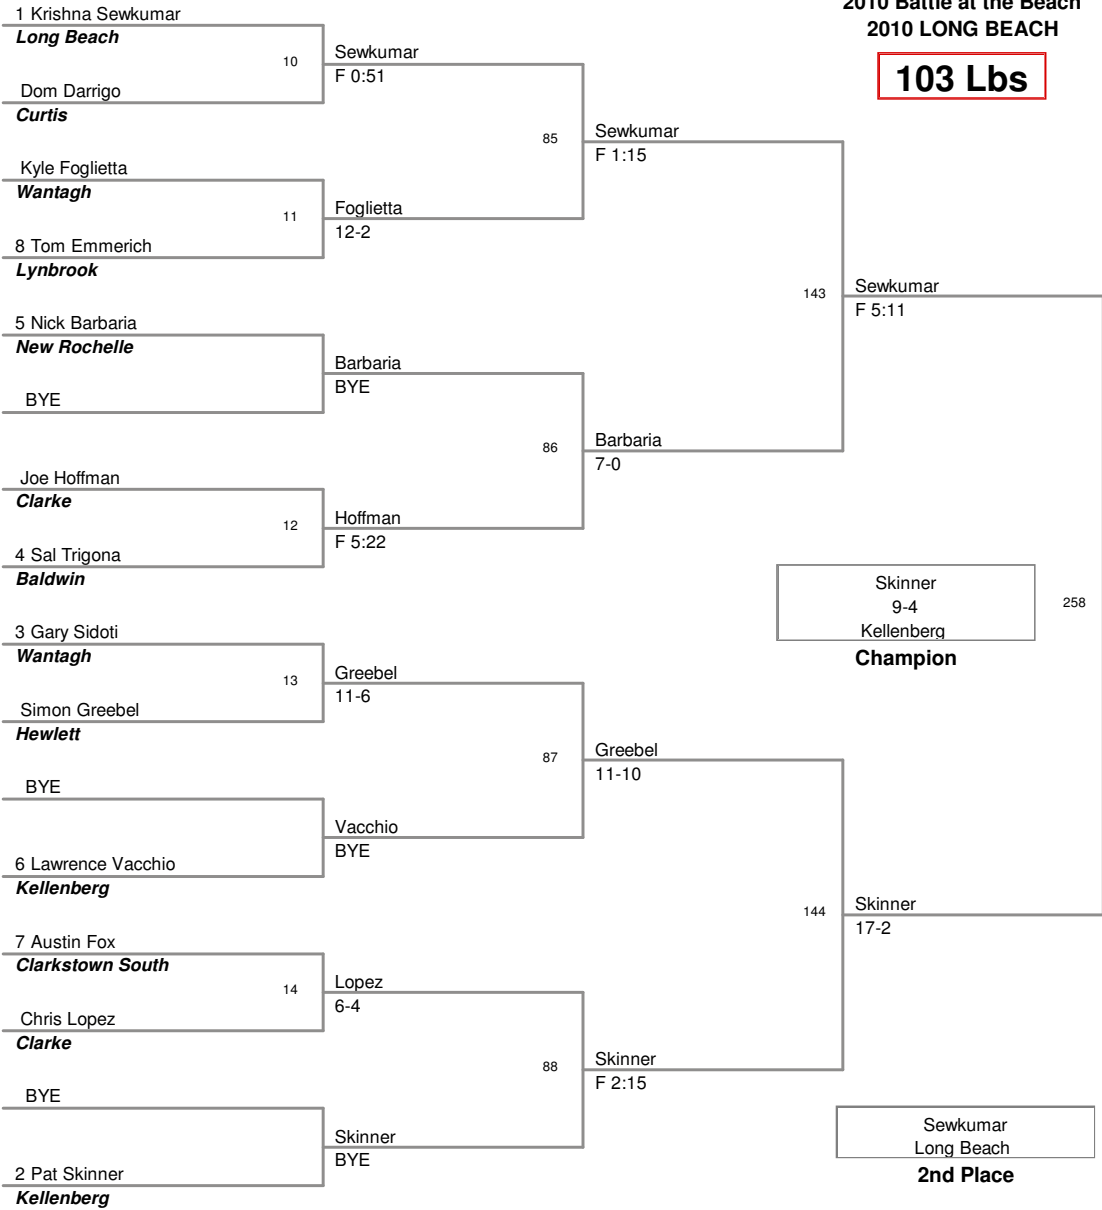 2010 Battle at the Beach
2010 LONG BEACH
103 Lbs
1 Krishna Sewkumar
Long Beach
10
Sewkumar
F 0:51
Dom Darrigo
Curtis
85
Sewkumar
F 1:15
Kyle Foglietta
Wantagh
11
Foglietta
12-2
8 Tom Emmerich
Lynbrook
143
Sewkumar
F 5:11
5 Nick Barbaria
New Rochelle
Barbaria
BYE
BYE
86
Barbaria
7-0
Joe Hoffman
Clarke
12
Hoffman
F 5:22
4 Sal Trigona
Baldwin
Skinner
9-4
Kellenberg
Champion
258
3 Gary Sidoti
Wantagh
13
Greebel
11-6
Simon Greebel
Hewlett
87
Greebel
11-10
BYE
Vacchio
BYE
6 Lawrence Vacchio
Kellenberg
144
Skinner
17-2
7 Austin Fox
Clarkstown South
14
Lopez
6-4
Chris Lopez
Clarke
88
Skinner
F 2:15
BYE
Skinner
BYE
2 Pat Skinner
Kellenberg
Sewkumar
Long Beach
2nd Place